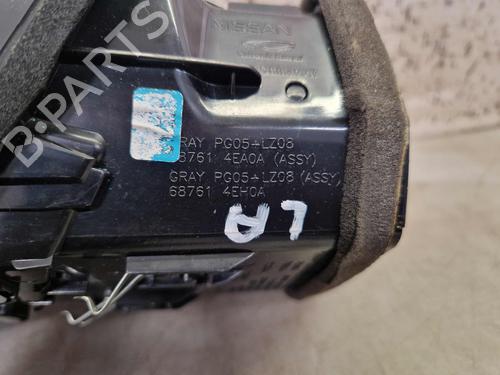 NISSAN
B-PARTS
GRAY PG05+LZ08
68761 4EA0A (ASSY)
GRAY PG05+LZ08 (ASSY)
68761 4EH0A
LA